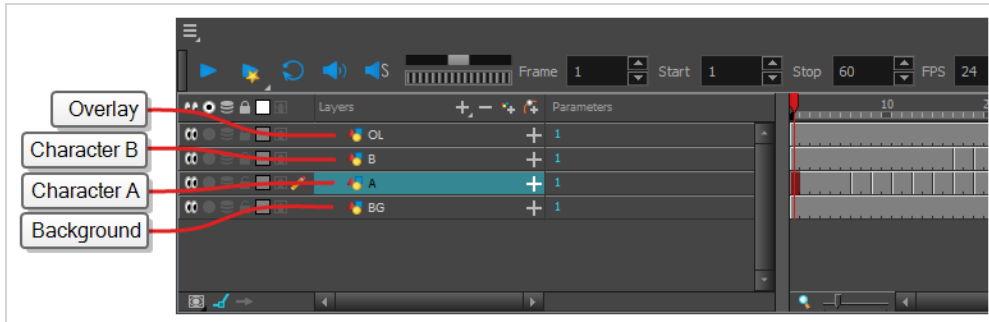 S Frame 1 Start 1 Stop 60 FPS 24
Overlay Layers Parameters 10 2
OL 1
Character B B 1
Character A A 1
Background BG 1